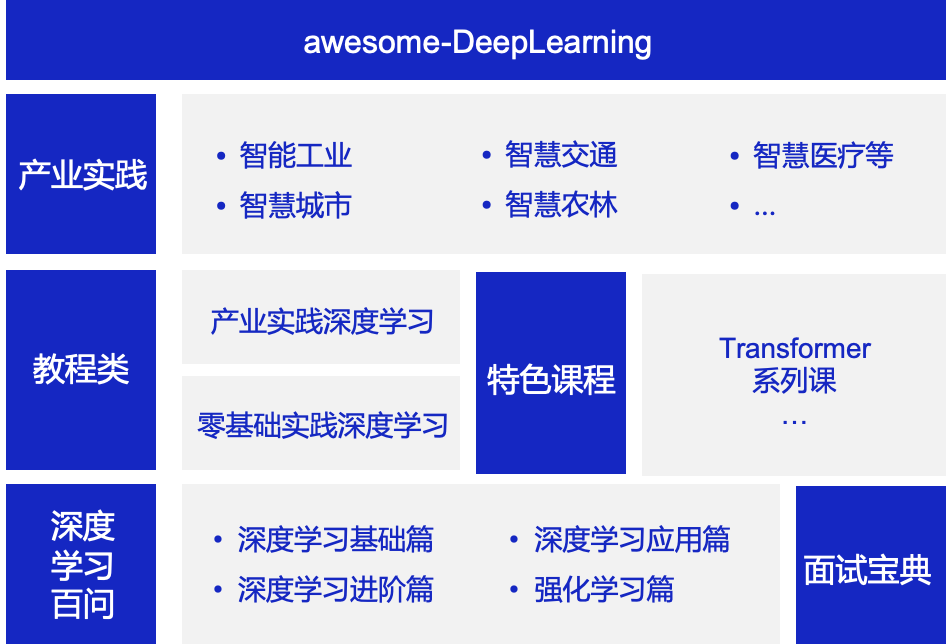 awesome-DeepLearning
产业实践
• 智能工业
• 智慧交通
• 智慧医疗等
• 智慧城市
• 智慧农林
• ...
教程类
产业实践深度学习
零基础实践深度学习
特色课程
Transformer
系列课
…
深度
学习
百问
• 深度学习基础篇
• 深度学习应用篇
• 深度学习进阶篇
• 强化学习篇
面试宝典